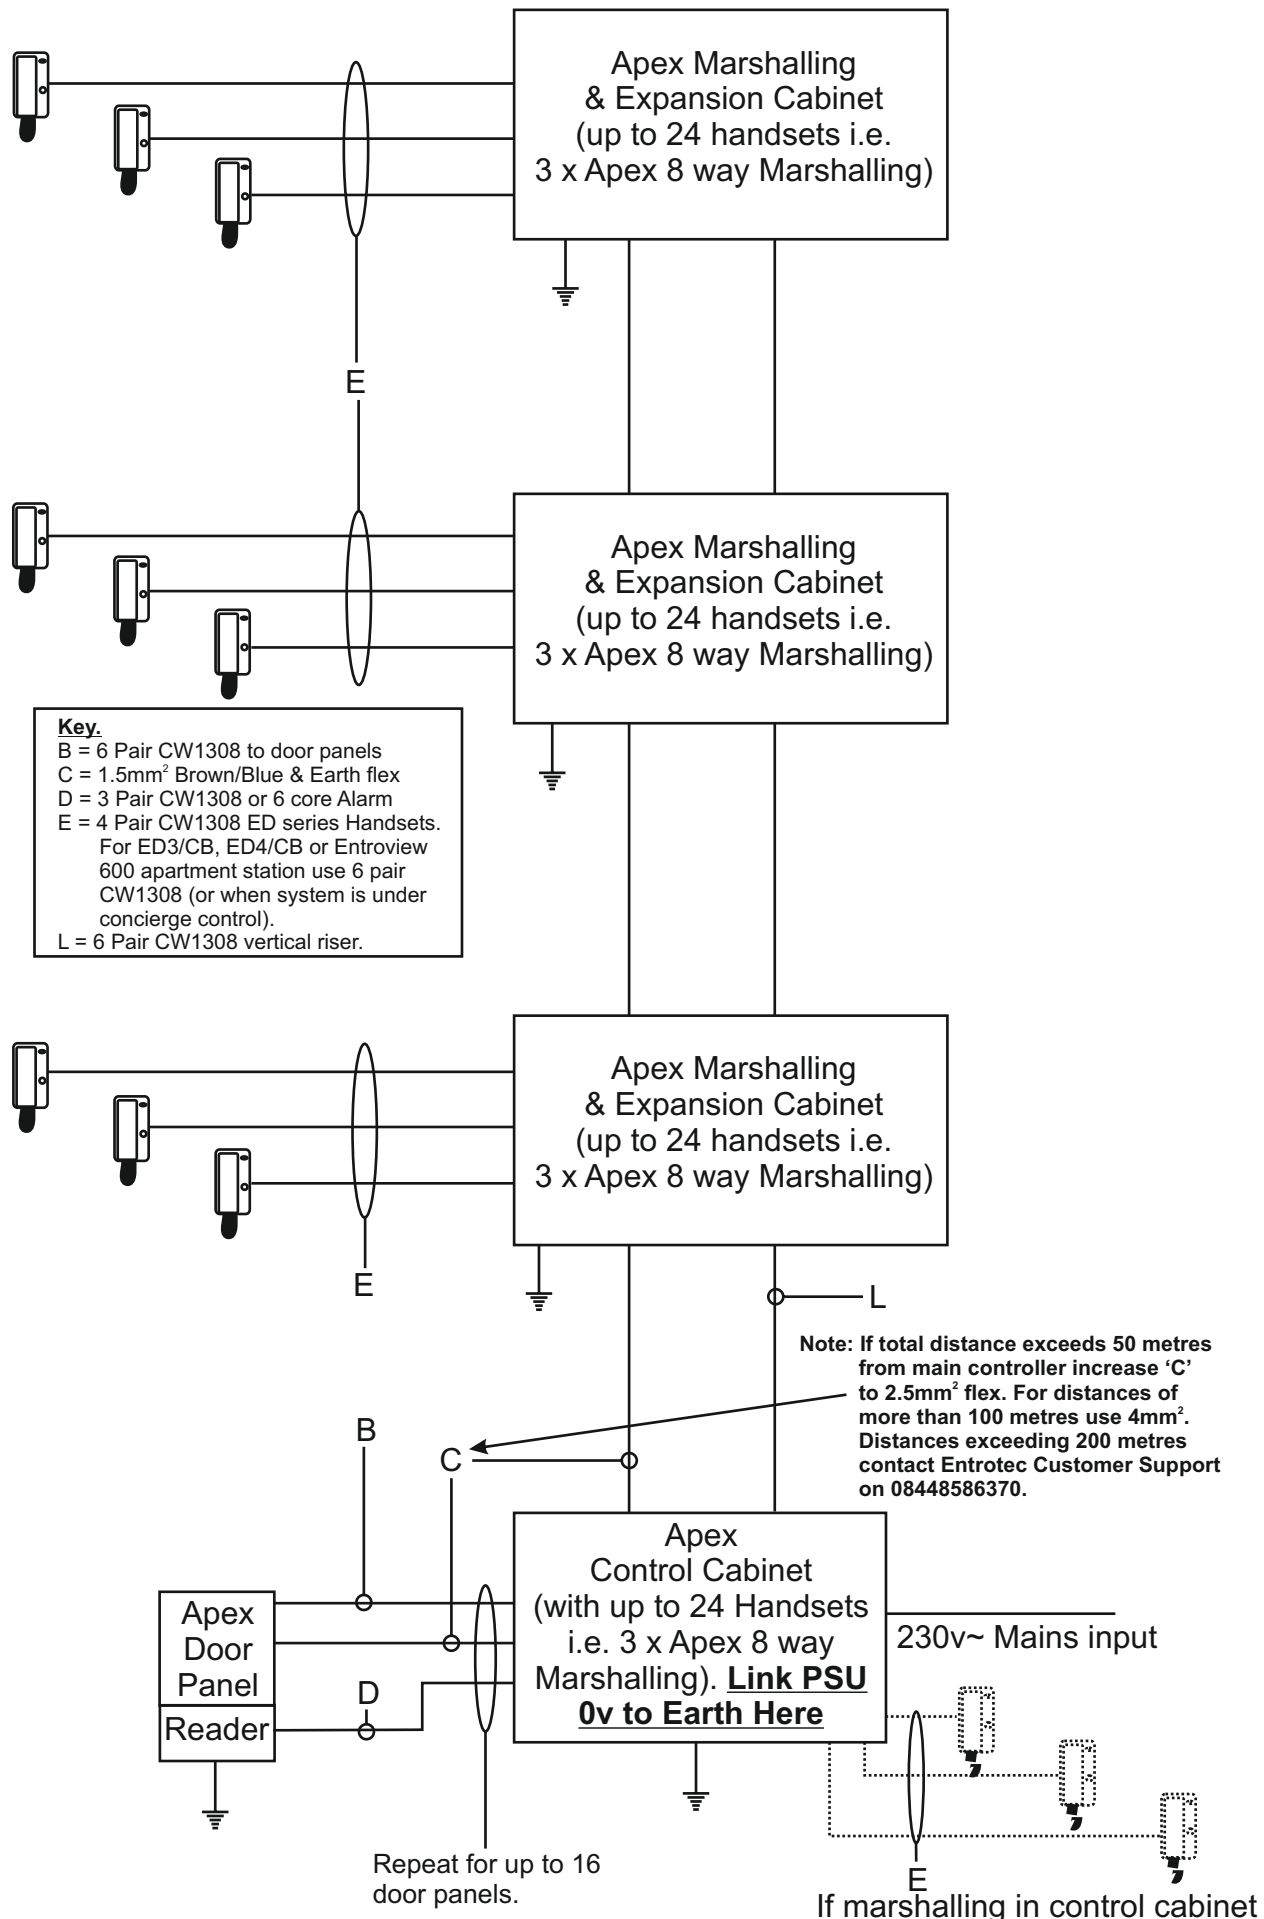 Apex Marshalling
& Expansion Cabinet
(up to 24 handsets i.e.
3 x Apex 8 way Marshalling)
E
Apex Marshalling
& Expansion Cabinet
(up to 24 handsets i.e.
3 x Apex 8 way Marshalling)
Key.
B = 6 Pair CW1308 to door panels
C = 1.5mm² Brown/Blue & Earth flex
D = 3 Pair CW1308 or 6 core Alarm
E = 4 Pair CW1308 ED series Handsets.
For ED3/CB, ED4/CB or Entroview
600 apartment station use 6 pair
CW1308 (or when system is under
concierge control).
L = 6 Pair CW1308 vertical riser.
Apex Marshalling
& Expansion Cabinet
(up to 24 handsets i.e.
3 x Apex 8 way Marshalling)
E
L
Note: If total distance exceeds 50 metres
from main controller increase ‘C’
to 2.5mm² flex. For distances of
more than 100 metres use 4mm².
Distances exceeding 200 metres
contact Entrotec Customer Support
on 08448586370.
B
C
Apex
Control Cabinet
(with up to 24 Handsets
i.e. 3 x Apex 8 way
Marshalling). Link PSU
0v to Earth Here
Apex
Door
Panel
Reader
D
230v~ Mains input
Repeat for up to 16
door panels.
E
If marshalling in control cabinet